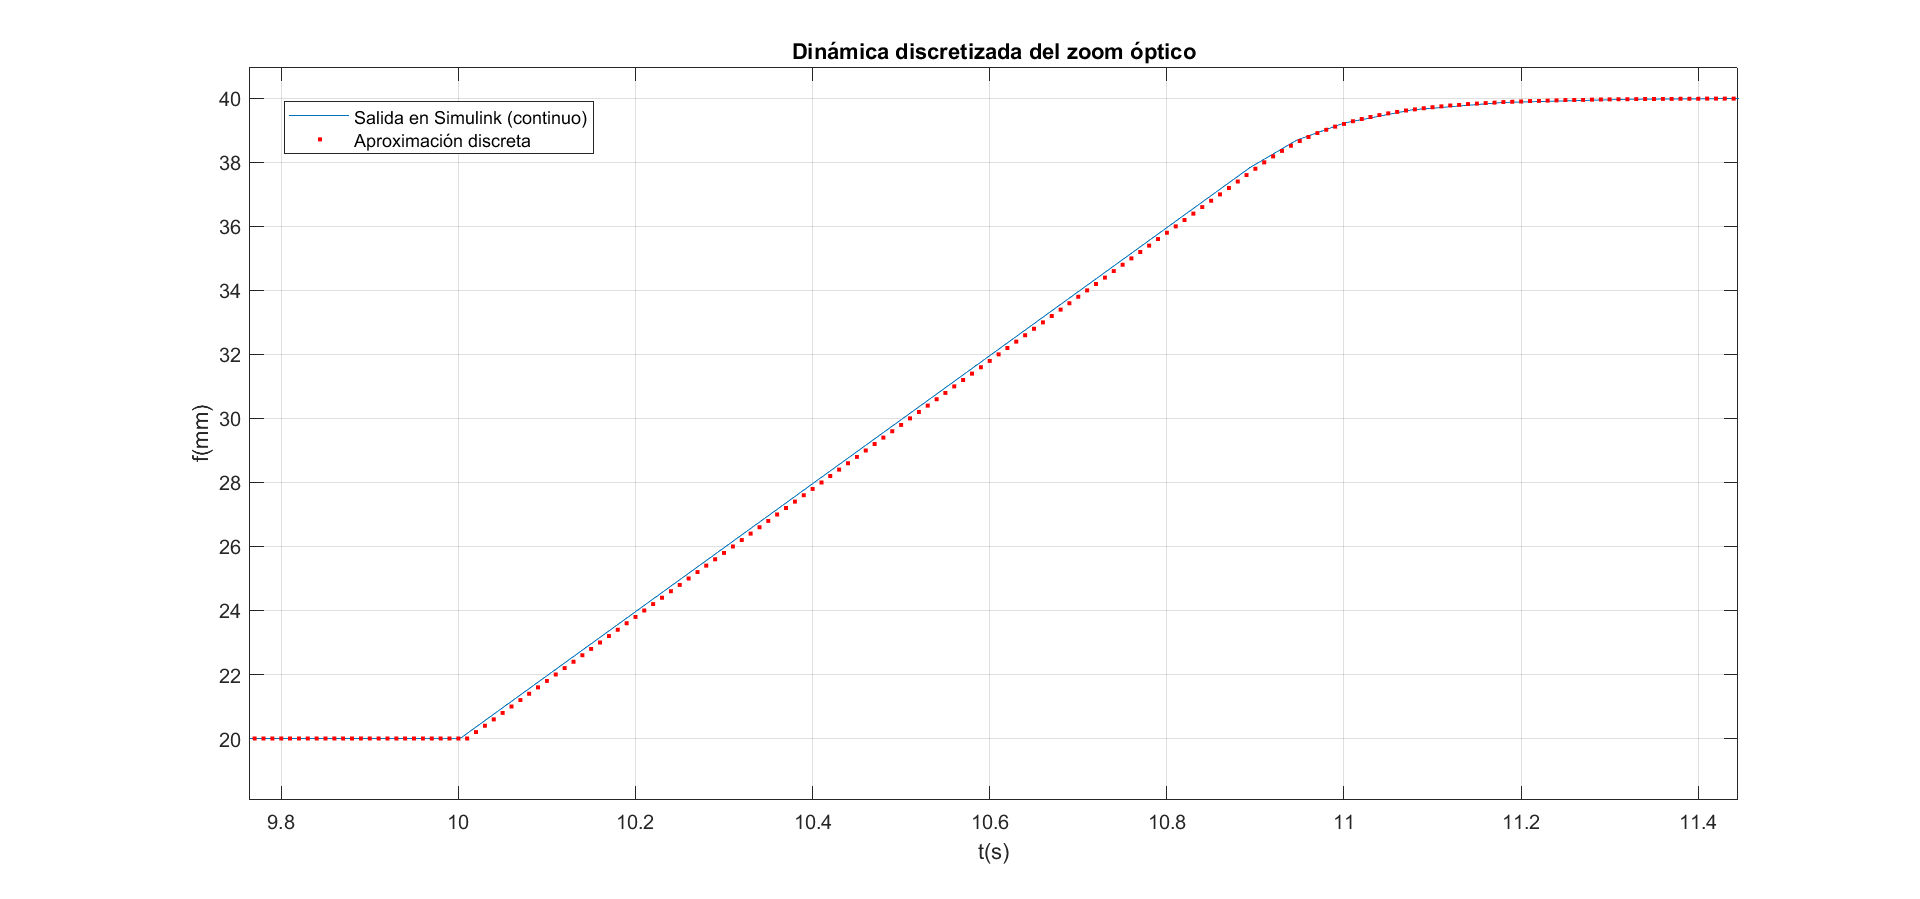 Dinámica discretizada del zoom óptico
Salida en Simulink (continuo)
Aproximación discreta
f(mm)
40
38
36
34
32
30
28
26
24
22
20
9.8 10 10.2 10.4 10.6 10.8 11 11.2 11.4
t(s)